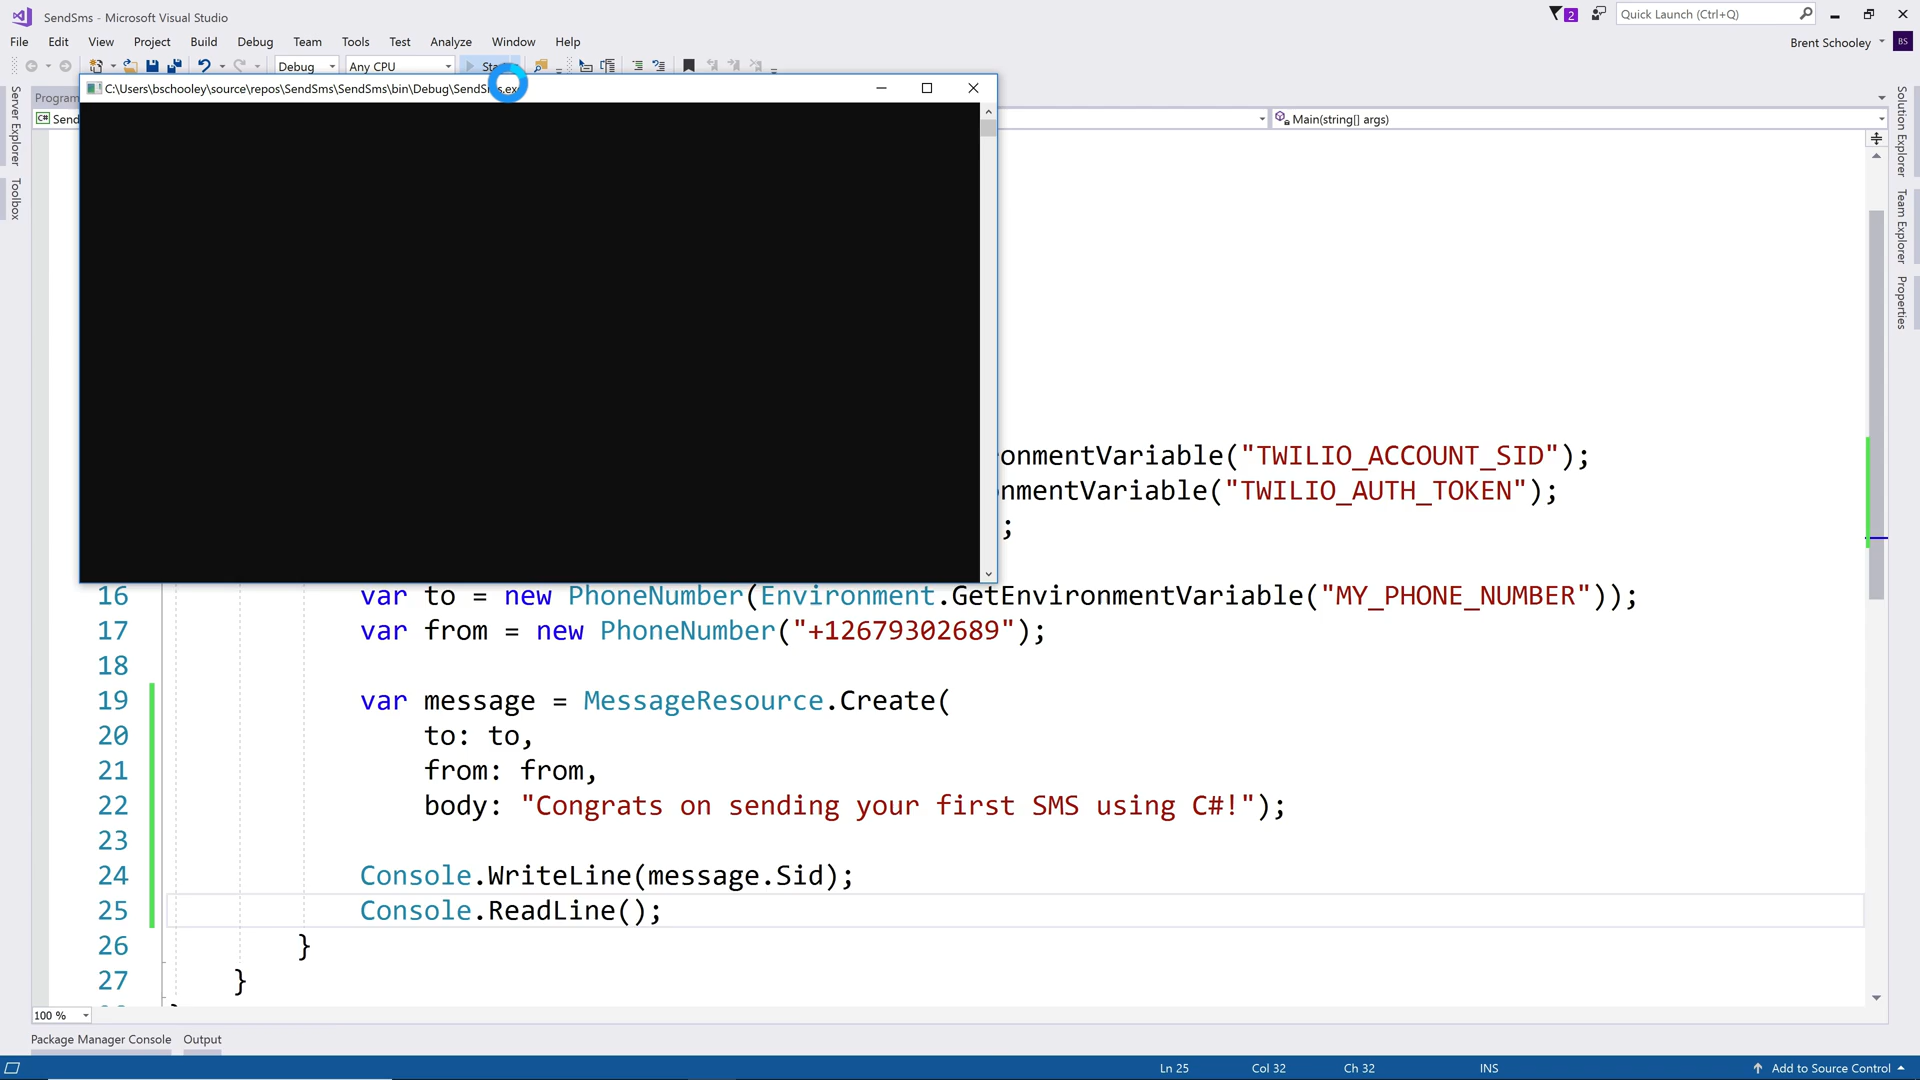 SendSms - Microsoft Visual Studio
2
Quick Launch (Ctrl+Q)
File Edit View Project Build Debug Team Tools Test Analyze Window Help
Brent Schooley
BS
Debug
Any CPU
C:\Users\bschooley\source\repos\SendSms\SendSms\bin\Debug\SendSms.exe
Server Explorer
Toolbox
C#
Main(string[] args)
Solution Explorer
Team Explorer
Properties
onmentVariable("TWILIO_ACCOUNT_SID");
nmentVariable("TWILIO_AUTH_TOKEN");
;
16 var to = new PhoneNumber(Environment.GetEnvironmentVariable("MY_PHONE_NUMBER"));
17 var from = new PhoneNumber("+12679302689");
18
19 var message = MessageResource.Create(
20 to: to,
21 from: from,
22 body: "Congrats on sending your first SMS using C#!");
23
24 Console.WriteLine(message.Sid);
25 Console.ReadLine();
26 }
27 }
100 %
Package Manager Console Output
Ln 25 Col 32 Ch 32 INS Add to Source Control